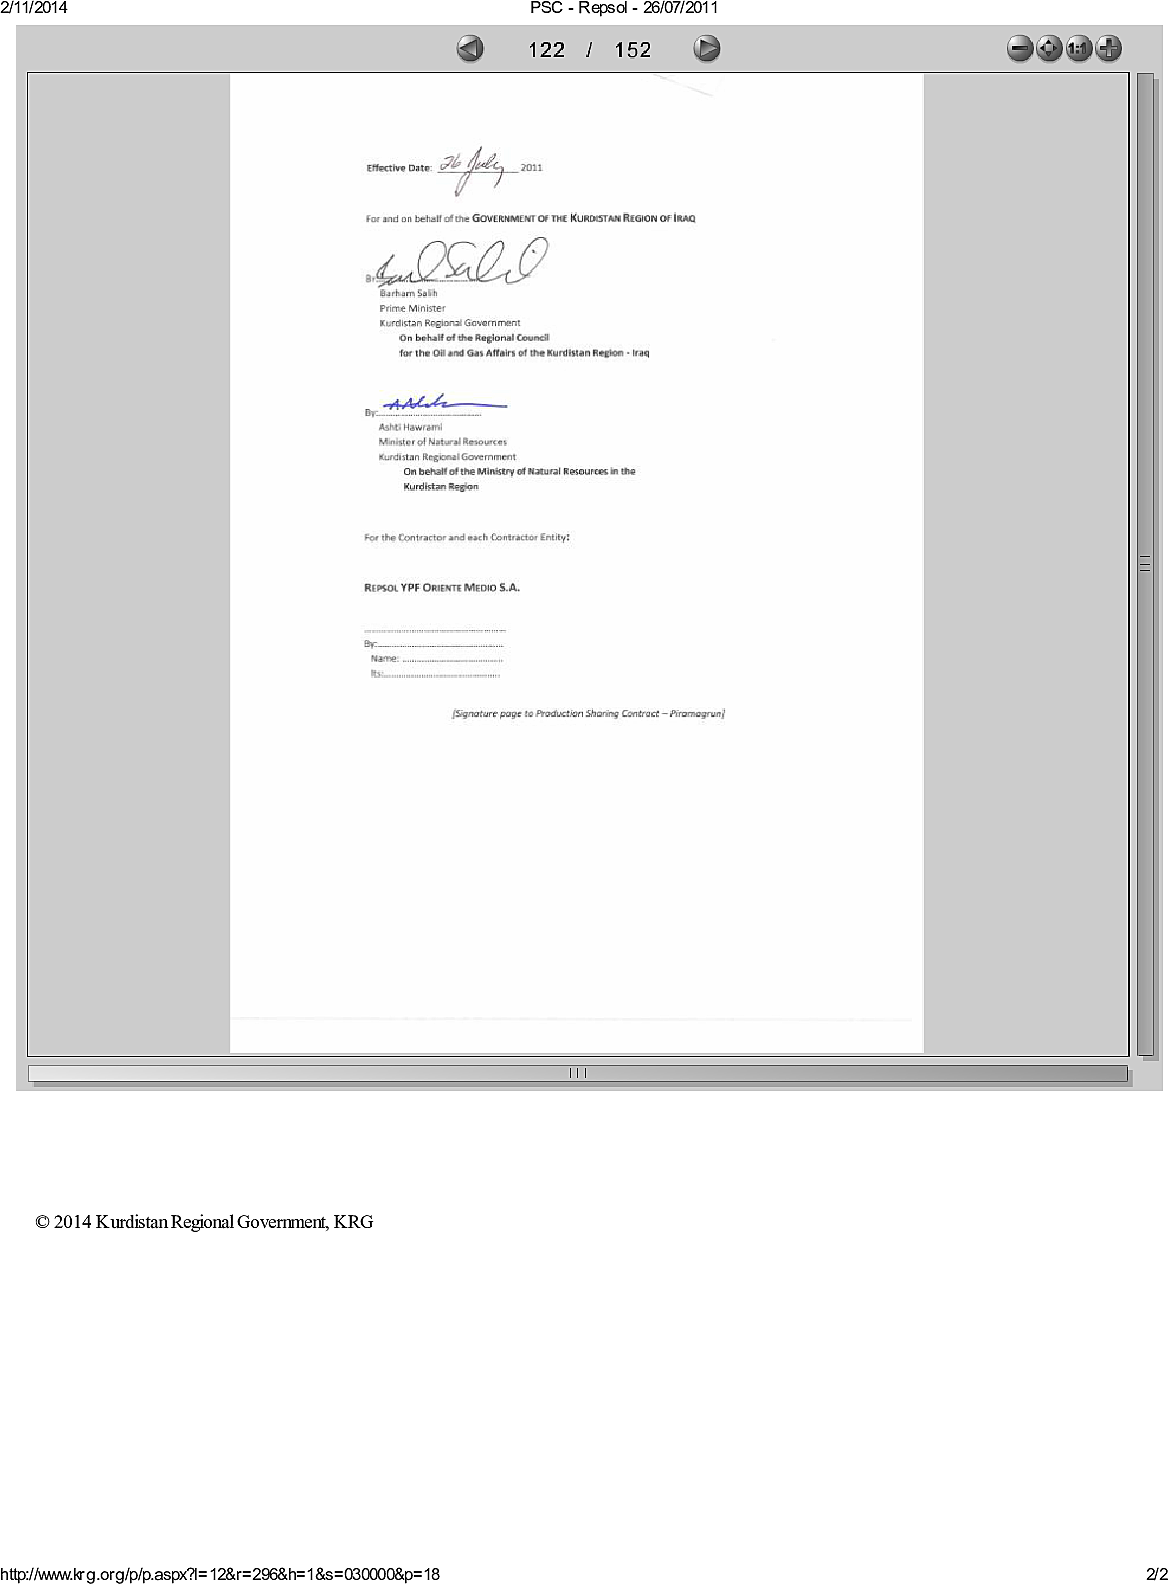 2/11/2014 PSC - Repsol - 26/07/2011
122 / 152
1:1
Effective Date: 26 July 2011
For and on behalf of the GOVERNMENT OF THE KURDISTAN REGION OF IRAQ
By: Barham Salih
Barham Salih
Prime Minister
Kurdistan Regional Government
On behalf of the Regional Council
for the Oil and Gas Affairs of the Kurdistan Region - Iraq
By:
Ashti Hawrami
Minister of Natural Resources
Kurdistan Regional Government
On behalf of the Ministry of Natural Resources in the
Kurdistan Region
For the Contractor and each Contractor Entity:
REPSOL YPF ORIENTE MEDIO S.A.
By:
Name:
Its:
[Signature page to Production Sharing Contract – Piramagrun]
© 2014 Kurdistan Regional Government, KRG
http://www.krg.org/p/p.aspx?l=12&r=296&h=1&s=030000&p=18 2/2